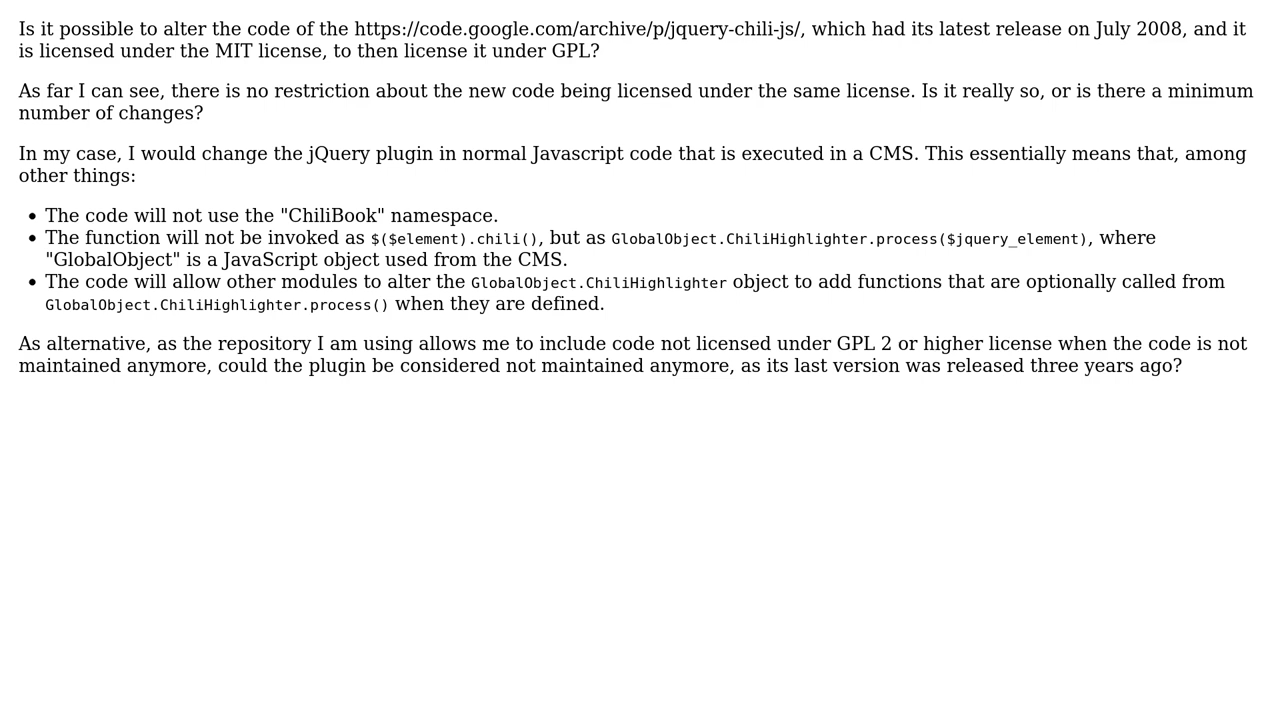 Is it possible to alter the code of the https://code.google.com/archive/p/jquery-chili-js/, which had its latest release on July 2008, and it
is licensed under the MIT license, to then license it under GPL?
As far I can see, there is no restriction about the new code being licensed under the same license. Is it really so, or is there a minimum
number of changes?
In my case, I would change the jQuery plugin in normal Javascript code that is executed in a CMS. This essentially means that, among
other things:
• The code will not use the "ChiliBook" namespace.
• The function will not be invoked as $($element).chili(), but as GlobalObject.ChiliHighlighter.process($jquery_element), where
"GlobalObject" is a JavaScript object used from the CMS.
• The code will allow other modules to alter the GlobalObject.ChiliHighlighter object to add functions that are optionally called from
GlobalObject.ChiliHighlighter.process() when they are defined.
As alternative, as the repository I am using allows me to include code not licensed under GPL 2 or higher license when the code is not
maintained anymore, could the plugin be considered not maintained anymore, as its last version was released three years ago?